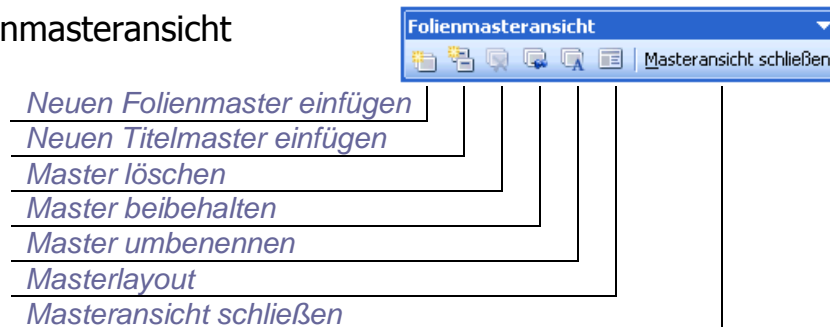 nmasteransicht
Folienmasteransicht
Masteransicht schließen
Neuen Folienmaster einfügen
Neuen Titelmaster einfügen
Master löschen
Master beibehalten
Master umbenennen
Masterlayout
Masteransicht schließen